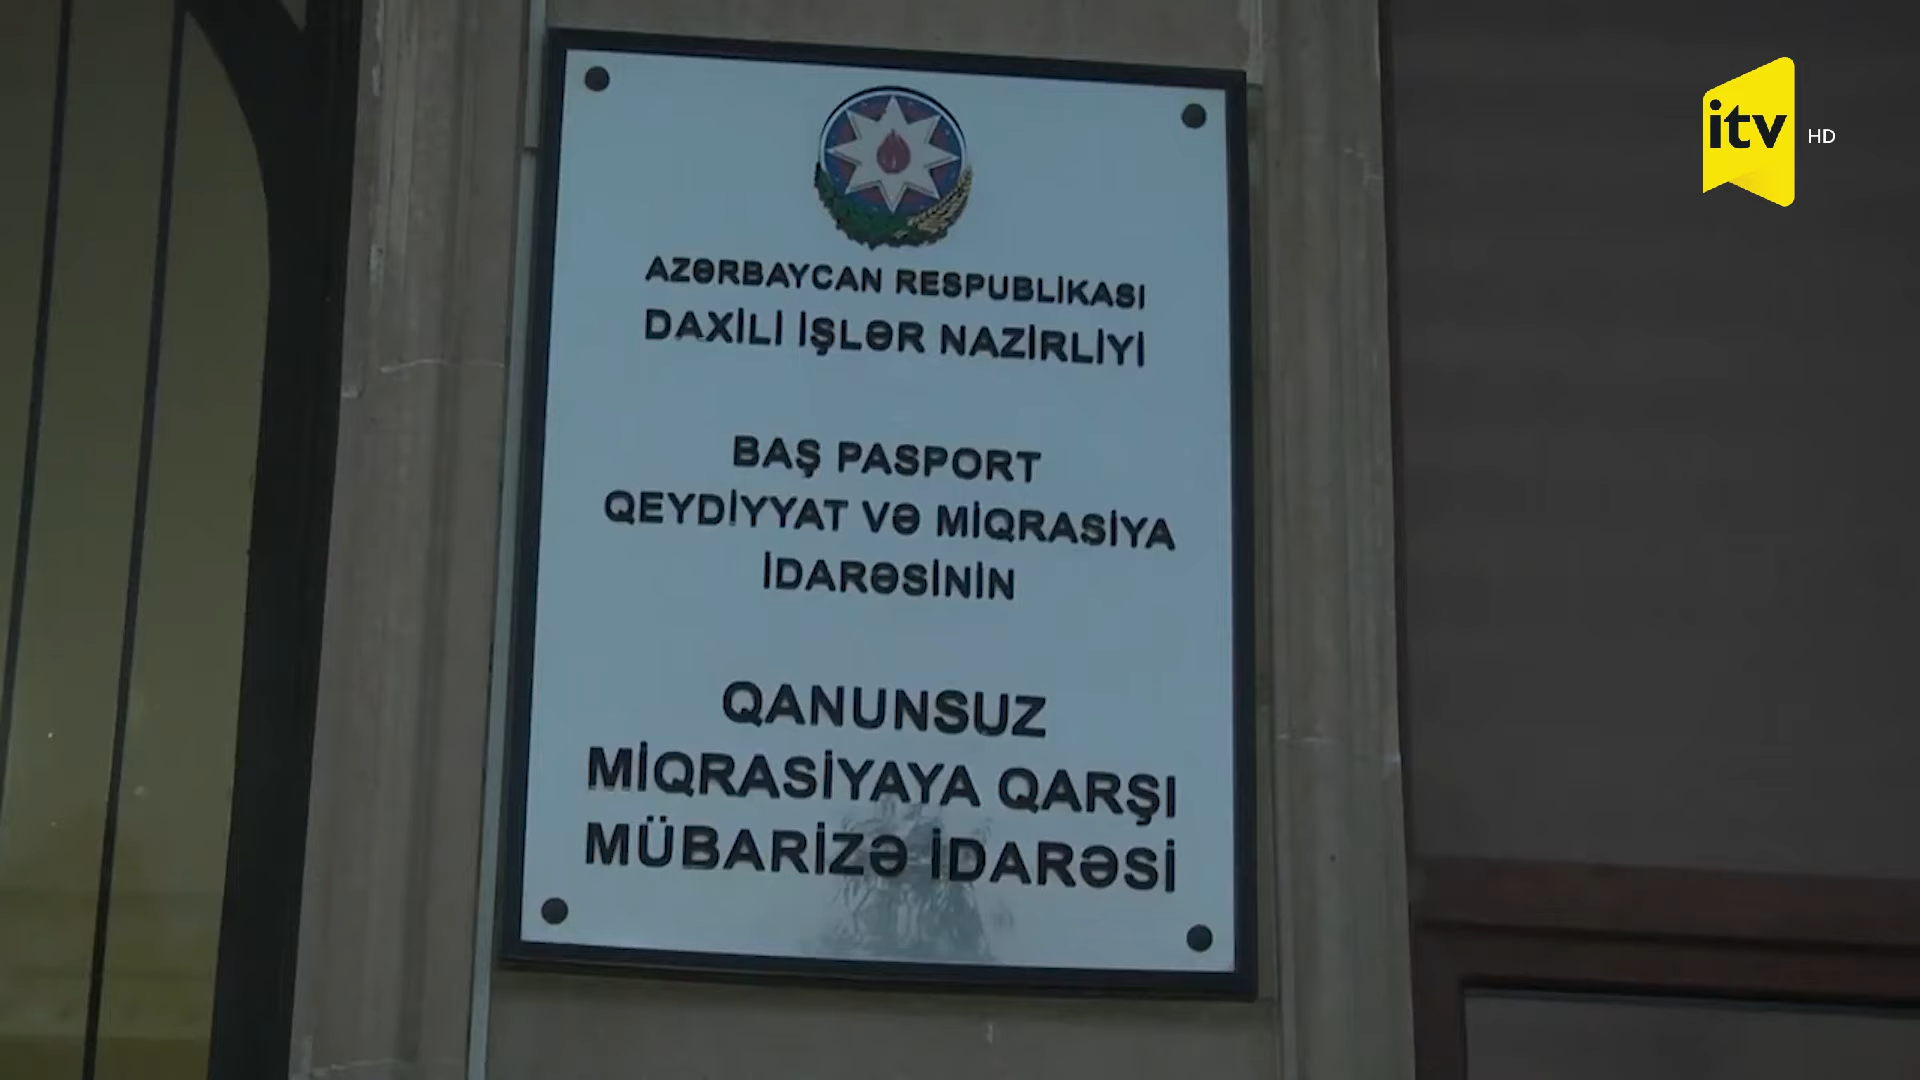 AZƏRBAYCAN RESPUBLİKASI
DAXİLİ İŞLƏR NAZİRLİYİ
BAŞ PASPORT
QEYDİYYAT VƏ MİQRASİYA
İDARƏSİNİN
QANUNSUZ
MİQRASİYAYA QARŞI
MÜBARİZƏ İDARƏSİ
itv HD